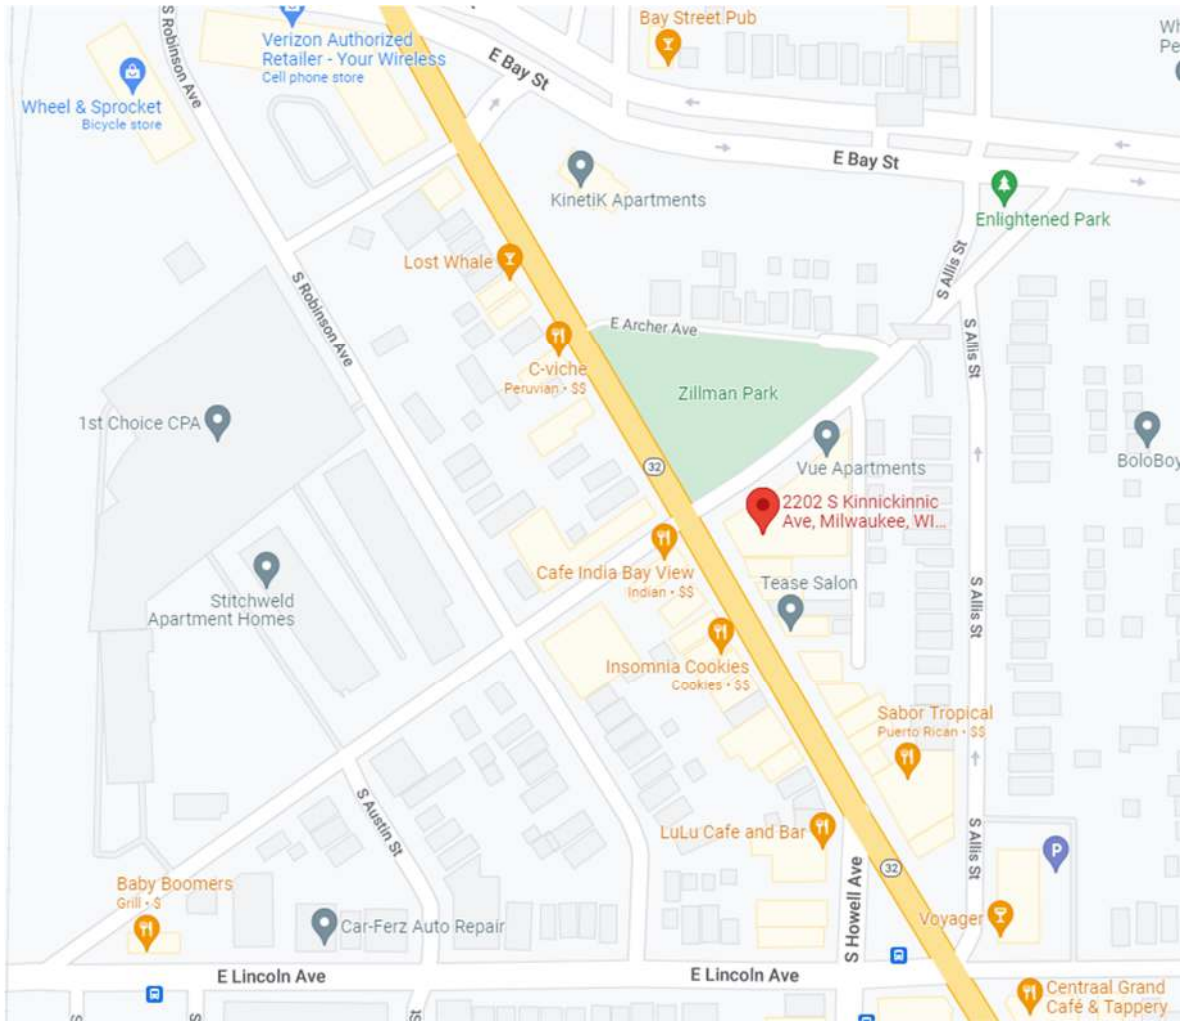 Bay Street Pub
S Robinson Ave
Verizon Authorized
Retailer - Your Wireless
Cell phone store
E Bay St
Wheel & Sprocket
Bicycle store
E Bay St
KinetiK Apartments
Enlightened Park
Lost Whale
S Allis St
S Robinson Ave
E Archer Ave
S Allis St
C-viche
Peruvian • $$
Zillman Park
1st Choice CPA
32
Vue Apartments
BoloBoy
2202 S Kinnickinnic
Ave, Milwaukee, WI...
Cafe India Bay View
Indian • $$
Tease Salon
Stitchweld
Apartment Homes
S Allis St
Insomnia Cookies
Cookies • $$
Sabor Tropical
Puerto Rican • $$
S Austin St
LuLu Cafe and Bar
S Allis St
P
32
Baby Boomers
Grill • $
Car-Ferz Auto Repair
S Howell Ave
Voyager
E Lincoln Ave
E Lincoln Ave
Centraal Grand
Café & Tappery